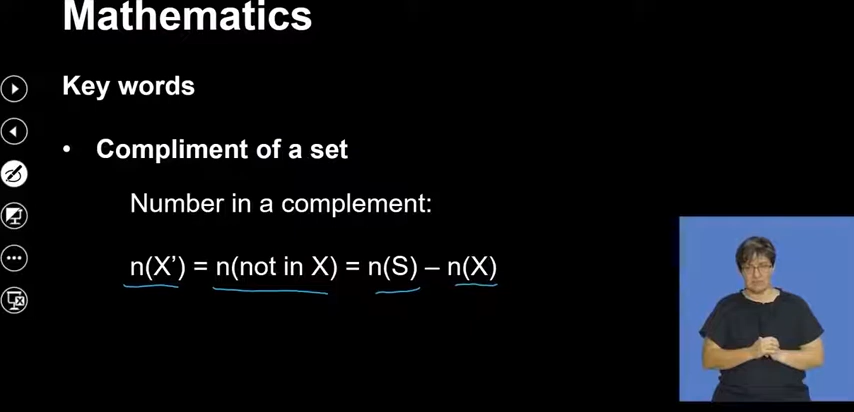 Mathematics
Key words
• Compliment of a set
Number in a complement:
n(X’) = n(not in X) = n(S) – n(X)